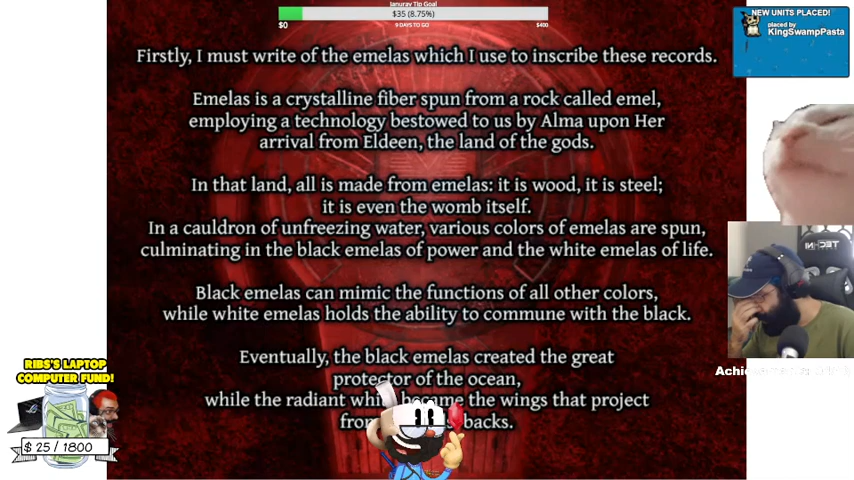 Ianurav Tip Goal
$35 (8.75%)
$0
$400
9 DAYS TO GO
NEW UNITS PLACED!
placed by
KingSwampPasta
Firstly, I must write of the emelas which I use to inscribe these records.
Emelas is a crystalline fiber spun from a rock called emel,
employing a technology bestowed to us by Alma upon Her
arrival from Eldeen, the land of the gods.
In that land, all is made from emelas: it is wood, it is steel;
it is even the womb itself.
In a cauldron of unfreezing water, various colors of emelas are spun,
culminating in the black emelas of power and the white emelas of life.
Black emelas can mimic the functions of all other colors,
while white emelas holds the ability to commune with the black.
Eventually, the black emelas created the great
protector of the ocean,
while the radiant became the wings that project
backs.
TECHNI
RIBS'S LAPTOP
COMPUTER FUND!
$ 25 / 1800